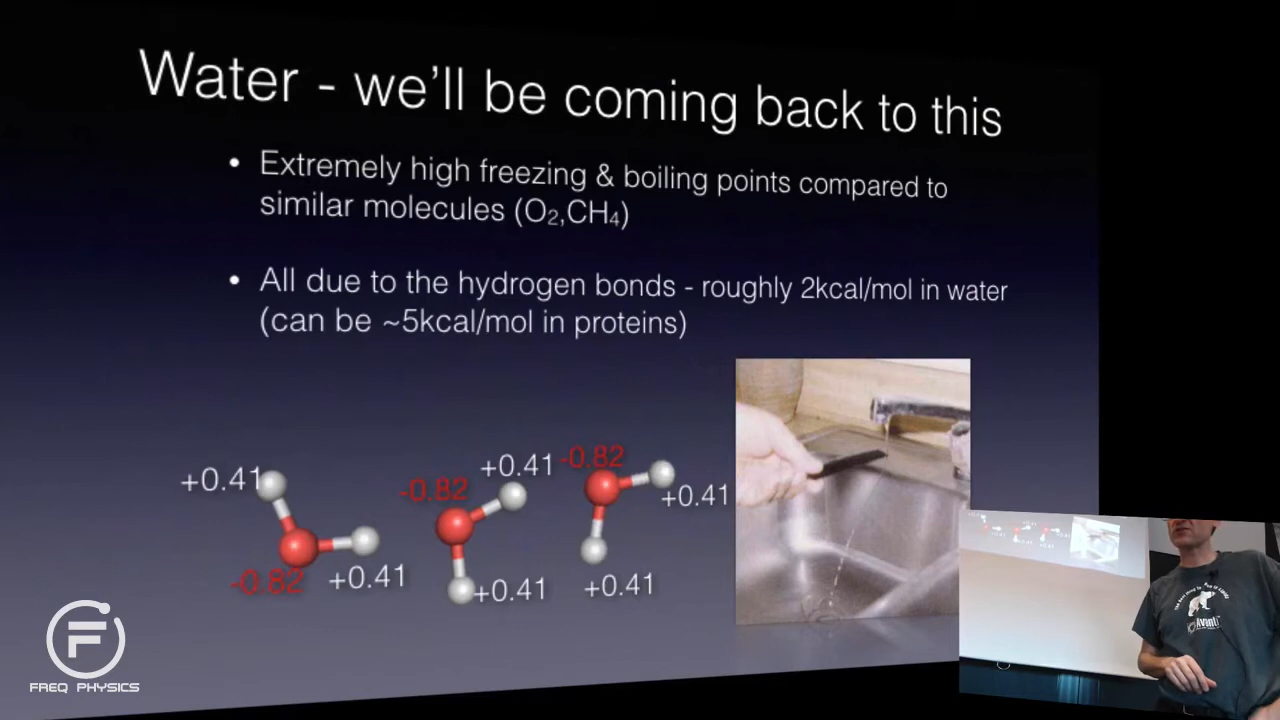 Water - we'll be coming back to this
• Extremely high freezing & boiling points compared to
similar molecules (O₂,CH₄)
• All due to the hydrogen bonds - roughly 2kcal/mol in water
(can be ~5kcal/mol in proteins)
+0.41
-0.82
+0.41
-0.82
+0.41
+0.41
-0.82
+0.41
+0.41
FREQ PHYSICS
Avanti